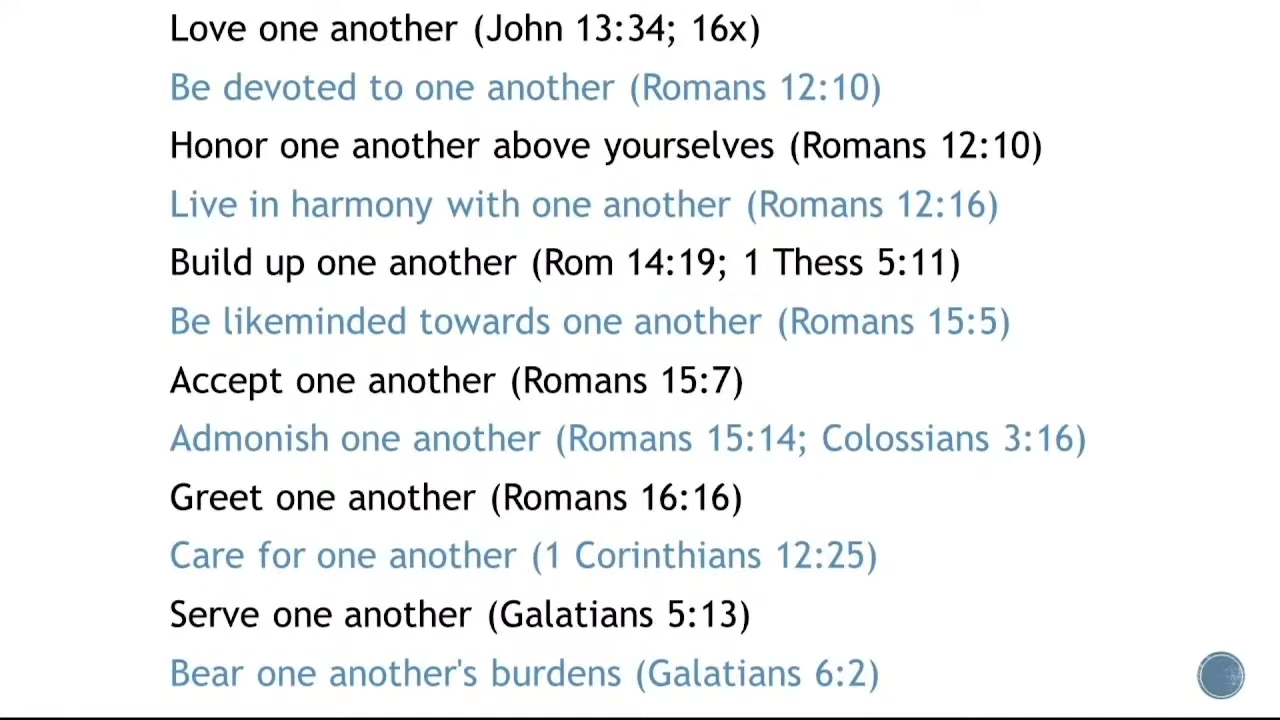 Love one another (John 13:34; 16x)
Be devoted to one another (Romans 12:10)
Honor one another above yourselves (Romans 12:10)
Live in harmony with one another (Romans 12:16)
Build up one another (Rom 14:19; 1 Thess 5:11)
Be likeminded towards one another (Romans 15:5)
Accept one another (Romans 15:7)
Admonish one another (Romans 15:14; Colossians 3:16)
Greet one another (Romans 16:16)
Care for one another (1 Corinthians 12:25)
Serve one another (Galatians 5:13)
Bear one another's burdens (Galatians 6:2)